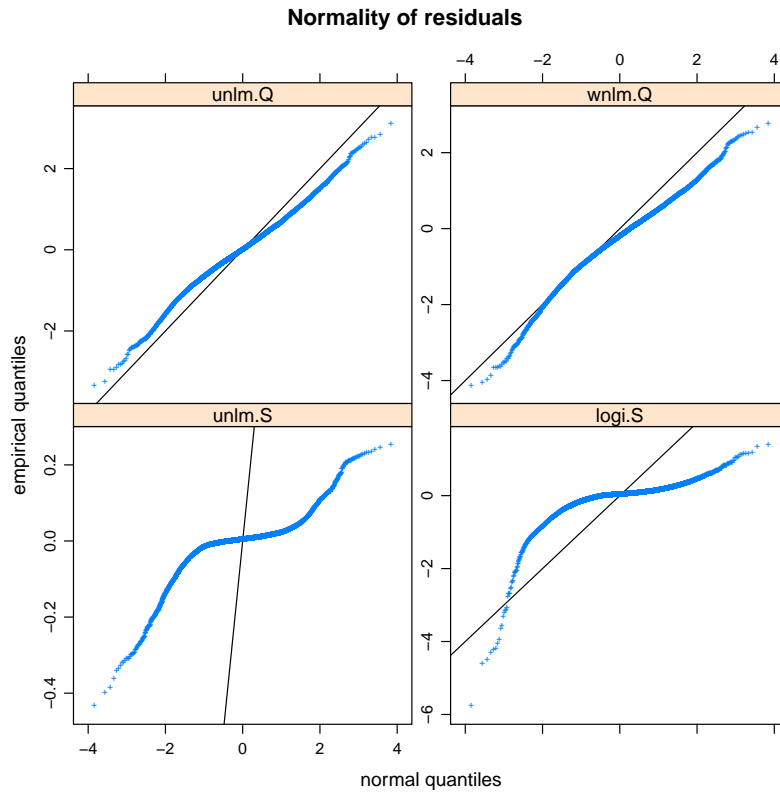 Normality of residuals
−4 −2 0 2 4
unlm.Q wnlm.Q
2 2
0 0
−2 −2
−4
unlm.S logi.S
0.2 0
0.0 −2
−0.2 −4
−0.4 −6
−4 −2 0 2 4
empirical quantiles
normal quantiles